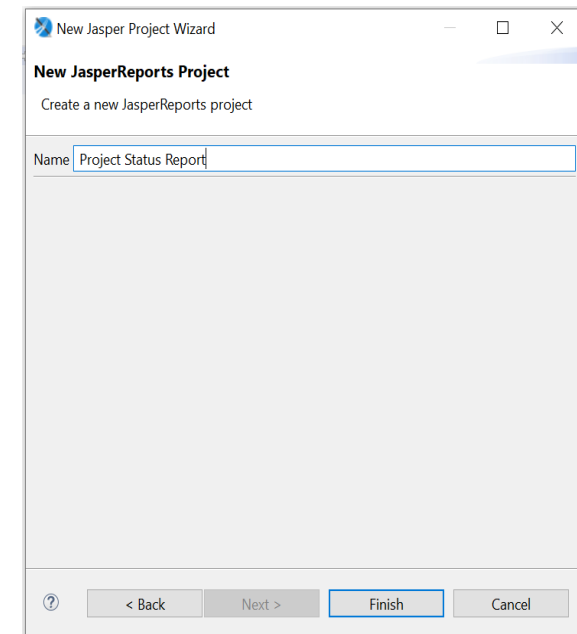 New Jasper Project Wizard
New JasperReports Project
Create a new JasperReports project
Name Project Status Report
? < Back Next > Finish Cancel